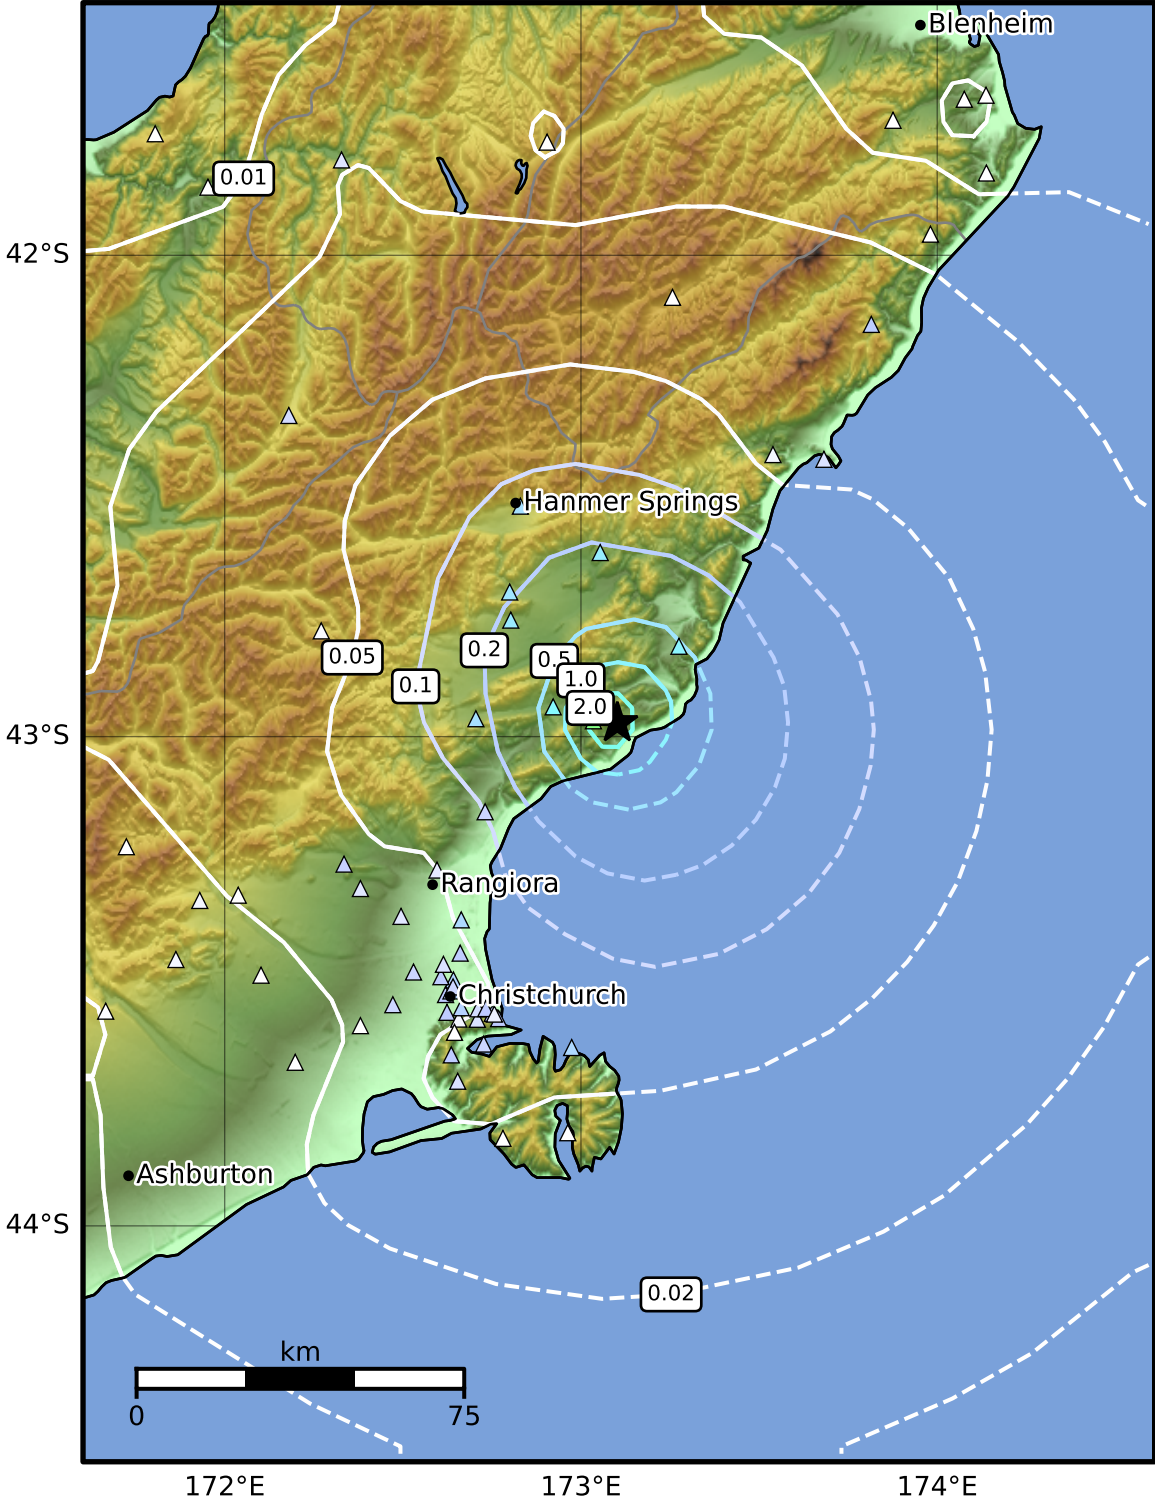 Blenheim
0.01
42°S
Hanmer Springs
0.05
0.1
0.2
0.5
1.0
2.0
43°S
Rangiora
Christchurch
Ashburton
44°S
0.02
km
0 75
172°E 173°E 174°E